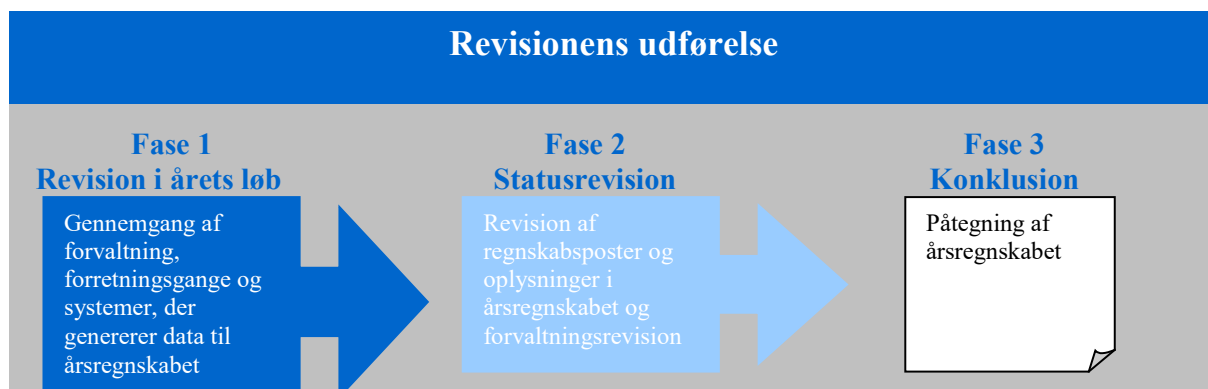 Revisionens udførelse
Fase 1
Revision i årets løb
Gennemgang af
forvaltning,
forretningsgange og
systemer, der
genererer data til
årsregnskabet
Fase 2
Statusrevision
Revision af
regnskabsposter og
oplysninger i
årsregnskabet og
forvaltningsrevision
Fase 3
Konklusion
Påtegning af
årsregnskabet